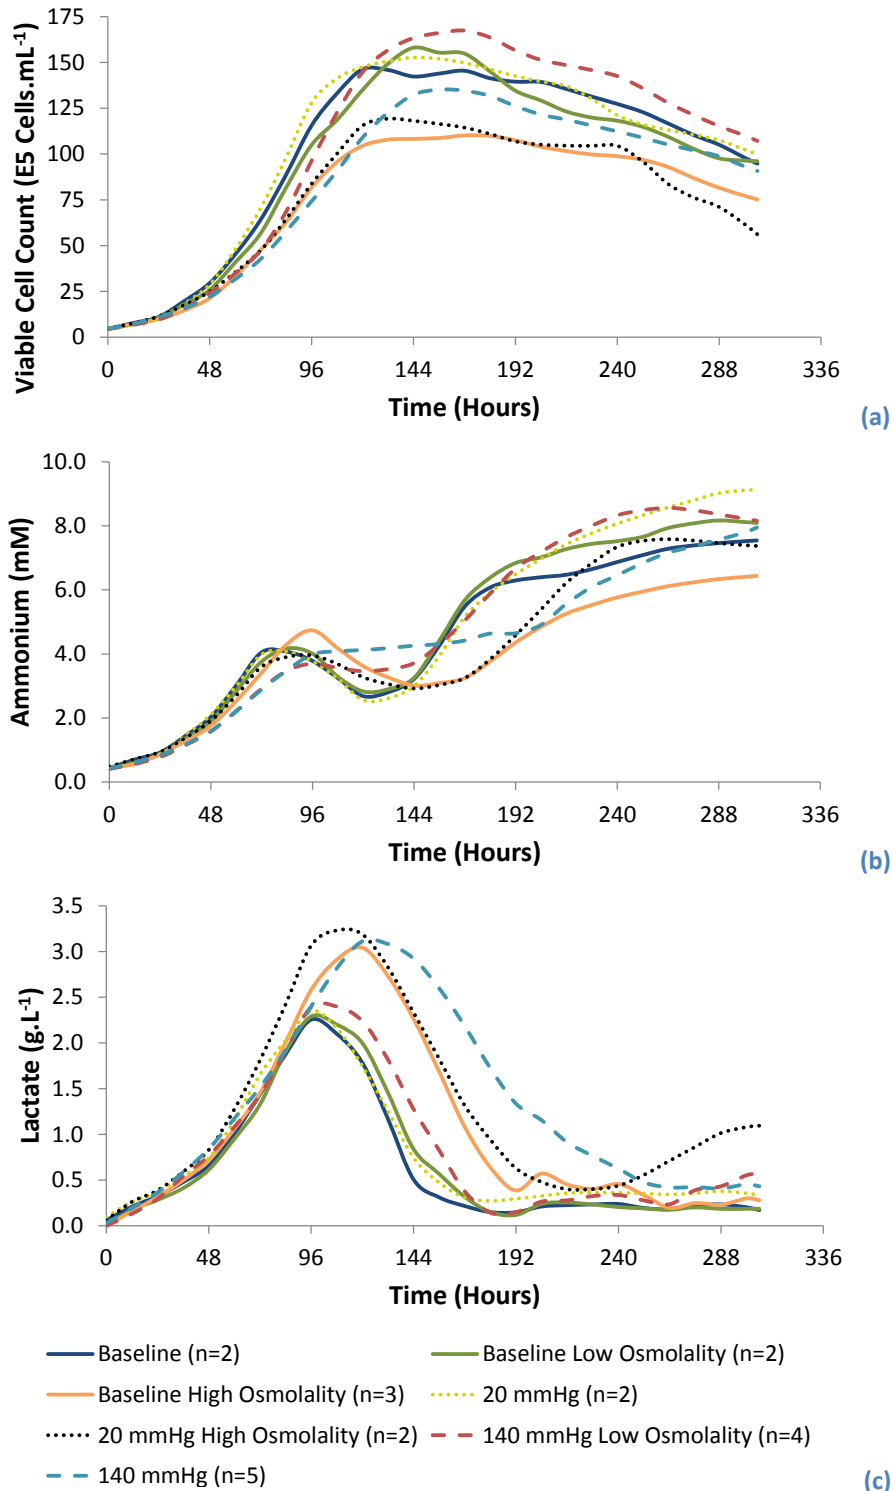 Viable Cell Count (E5 Cells.mL-1)
175
150
125
100
75
50
25
0
0 48 96 144 192 240 288 336
Time (Hours)
(a)
Ammonium (mM)
10.0
8.0
6.0
4.0
2.0
0.0
0 48 96 144 192 240 288 336
Time (Hours)
(b)
Lactate (g.L-1)
3.5
3.0
2.5
2.0
1.5
1.0
0.5
0.0
0 48 96 144 192 240 288 336
Time (Hours)
Baseline (n=2) Baseline Low Osmolality (n=2)
Baseline High Osmolality (n=3) 20 mmHg (n=2)
20 mmHg High Osmolality (n=2) 140 mmHg Low Osmolality (n=4)
140 mmHg (n=5)
(c)